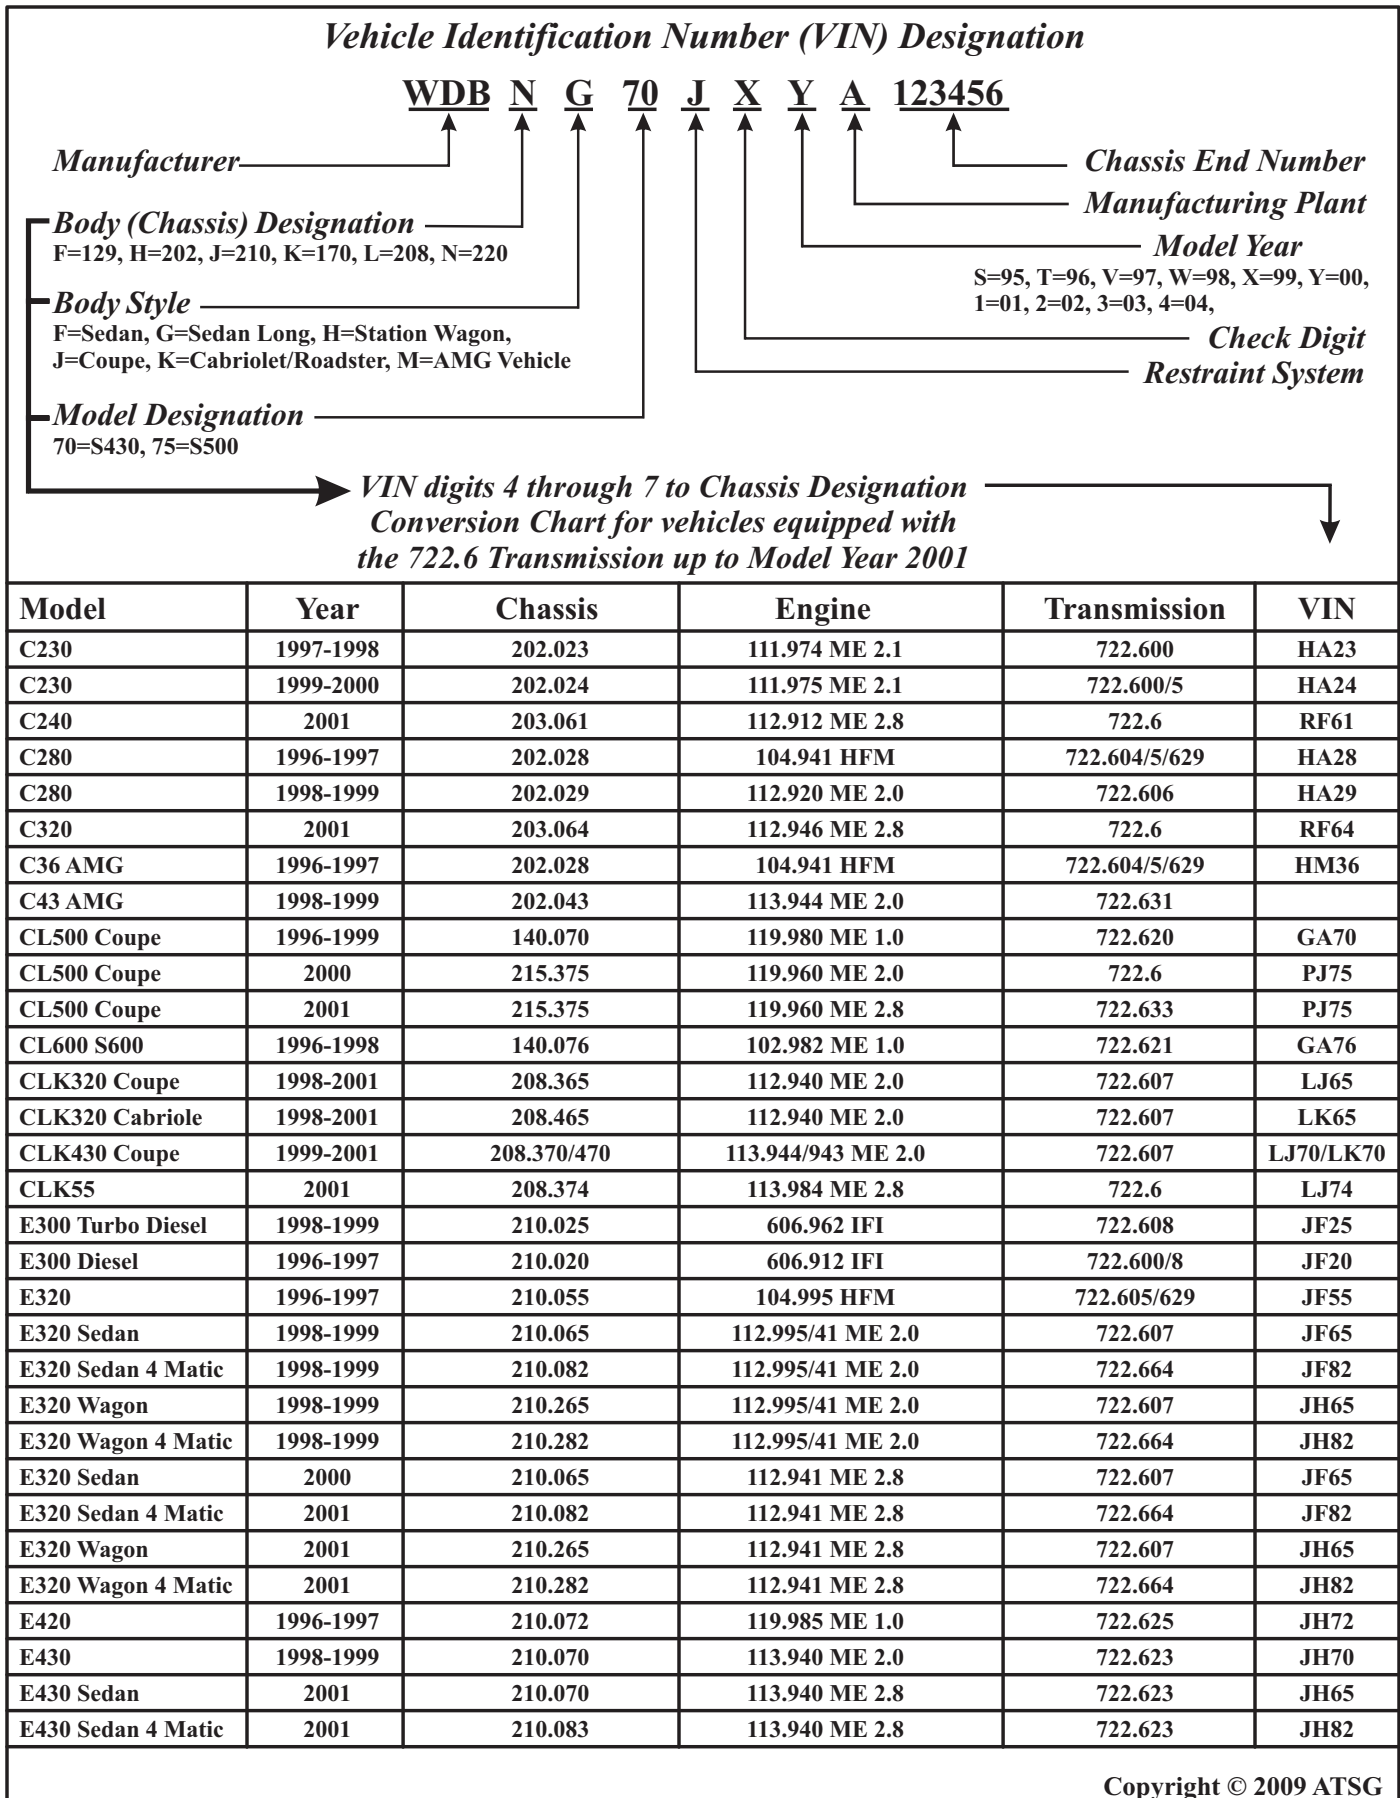 Vehicle Identification Number (VIN) Designation
WDB N G 70 J X Y A 123456
Manufacturer
Chassis End Number
Manufacturing Plant
Body (Chassis) Designation
F=129, H=202, J=210, K=170, L=208, N=220
Model Year
S=95, T=96, V=97, W=98, X=99, Y=00,
1=01, 2=02, 3=03, 4=04,
Body Style
F=Sedan, G=Sedan Long, H=Station Wagon,
J=Coupe, K=Cabriolet/Roadster, M=AMG Vehicle
Check Digit
Restraint System
Model Designation
70=S430, 75=S500
VIN digits 4 through 7 to Chassis Designation
Conversion Chart for vehicles equipped with
the 722.6 Transmission up to Model Year 2001
Model Year Chassis Engine Transmission VIN
C230 1997-1998 202.023 111.974 ME 2.1 722.600 HA23
C230 1999-2000 202.024 111.975 ME 2.1 722.600/5 HA24
C240 2001 203.061 112.912 ME 2.8 722.6 RF61
C280 1996-1997 202.028 104.941 HFM 722.604/5/629 HA28
C280 1998-1999 202.029 112.920 ME 2.0 722.606 HA29
C320 2001 203.064 112.946 ME 2.8 722.6 RF64
C36 AMG 1996-1997 202.028 104.941 HFM 722.604/5/629 HM36
C43 AMG 1998-1999 202.043 113.944 ME 2.0 722.631
CL500 Coupe 1996-1999 140.070 119.980 ME 1.0 722.620 GA70
CL500 Coupe 2000 215.375 119.960 ME 2.0 722.6 PJ75
CL500 Coupe 2001 215.375 119.960 ME 2.8 722.633 PJ75
CL600 S600 1996-1998 140.076 102.982 ME 1.0 722.621 GA76
CLK320 Coupe 1998-2001 208.365 112.940 ME 2.0 722.607 LJ65
CLK320 Cabriole 1998-2001 208.465 112.940 ME 2.0 722.607 LK65
CLK430 Coupe 1999-2001 208.370/470 113.944/943 ME 2.0 722.607 LJ70/LK70
CLK55 2001 208.374 113.984 ME 2.8 722.6 LJ74
E300 Turbo Diesel 1998-1999 210.025 606.962 IFI 722.608 JF25
E300 Diesel 1996-1997 210.020 606.912 IFI 722.600/8 JF20
E320 1996-1997 210.055 104.995 HFM 722.605/629 JF55
E320 Sedan 1998-1999 210.065 112.995/41 ME 2.0 722.607 JF65
E320 Sedan 4 Matic 1998-1999 210.082 112.995/41 ME 2.0 722.664 JF82
E320 Wagon 1998-1999 210.265 112.995/41 ME 2.0 722.607 JH65
E320 Wagon 4 Matic 1998-1999 210.282 112.995/41 ME 2.0 722.664 JH82
E320 Sedan 2000 210.065 112.941 ME 2.8 722.607 JF65
E320 Sedan 4 Matic 2001 210.082 112.941 ME 2.8 722.664 JF82
E320 Wagon 2001 210.265 112.941 ME 2.8 722.607 JH65
E320 Wagon 4 Matic 2001 210.282 112.941 ME 2.8 722.664 JH82
E420 1996-1997 210.072 119.985 ME 1.0 722.625 JH72
E430 1998-1999 210.070 113.940 ME 2.0 722.623 JH70
E430 Sedan 2001 210.070 113.940 ME 2.8 722.623 JH65
E430 Sedan 4 Matic 2001 210.083 113.940 ME 2.8 722.623 JH82
Copyright © 2009 ATSG